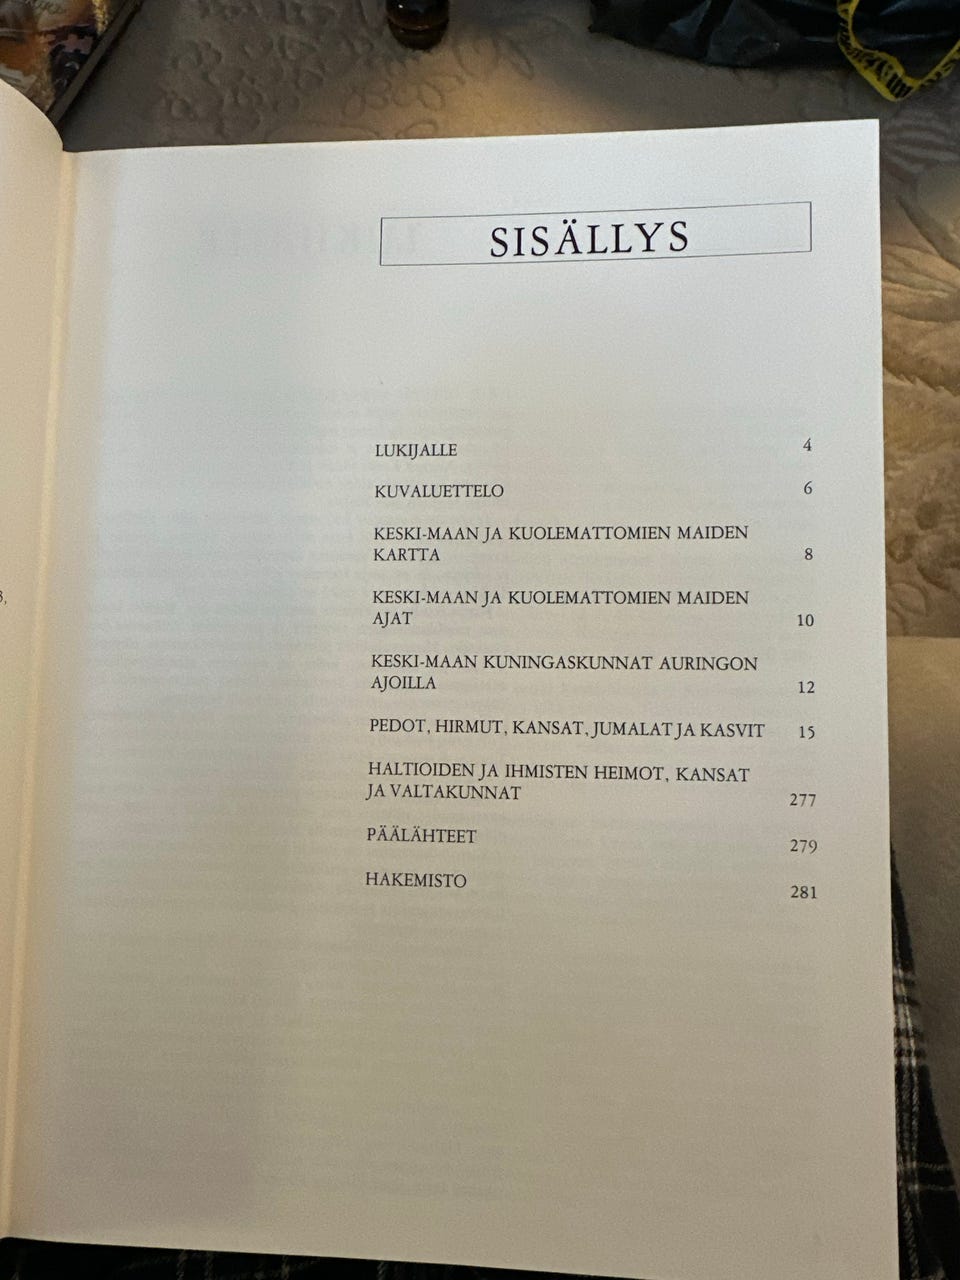 SISÄLLYS
LUKIJALLE 4
KUVALUETTELO 6
KESKI-MAAN JA KUOLEMATTOMIEN MAIDEN
KARTTA 8
KESKI-MAAN JA KUOLEMATTOMIEN MAIDEN
AJAT 10
KESKI-MAAN KUNINGASKUNNAT AURINGON
AJOILLA 12
PEDOT, HIRMUT, KANSAT, JUMALAT JA KASVIT 15
HALTIOIDEN JA IHMISTEN HEIMOT, KANSAT
JA VALTAKUNNAT 277
PÄÄLÄHTEET 279
HAKEMISTO 281